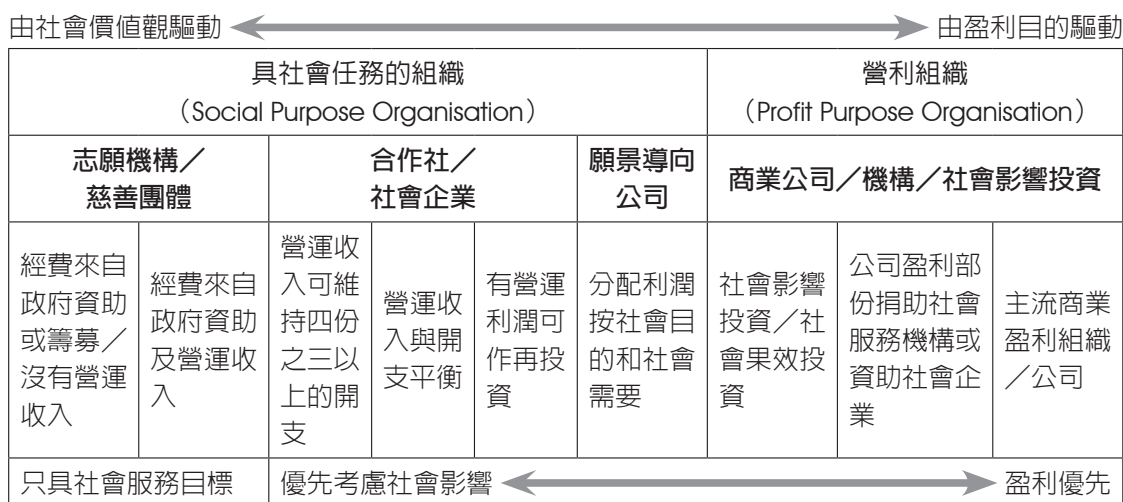 由社會價值觀驅動 由盈利目的驅動
具社會任務的組織
（Social Purpose Organisation）
營利組織
（Profit Purpose Organisation）
志願機構／
慈善團體
合作社／
社會企業
願景導向
公司
商業公司／機構／社會影響投資
經費來自
政府資助
或籌募／
沒有營運
收入
經費來自
政府資助
及營運收
入
營運收
入可維
持四份
之三以
上的開
支
營運收
入與開
支平衡
有營運
利潤可
作再投
資
分配利潤
按社會目
的和社會
需要
社會影響
投資／社
會果效投
資
公司盈利部
份捐助社會
服務機構或
資助社會企
業
主流商業
盈利組織
／公司
只具社會服務目標
優先考慮社會影響 盈利優先